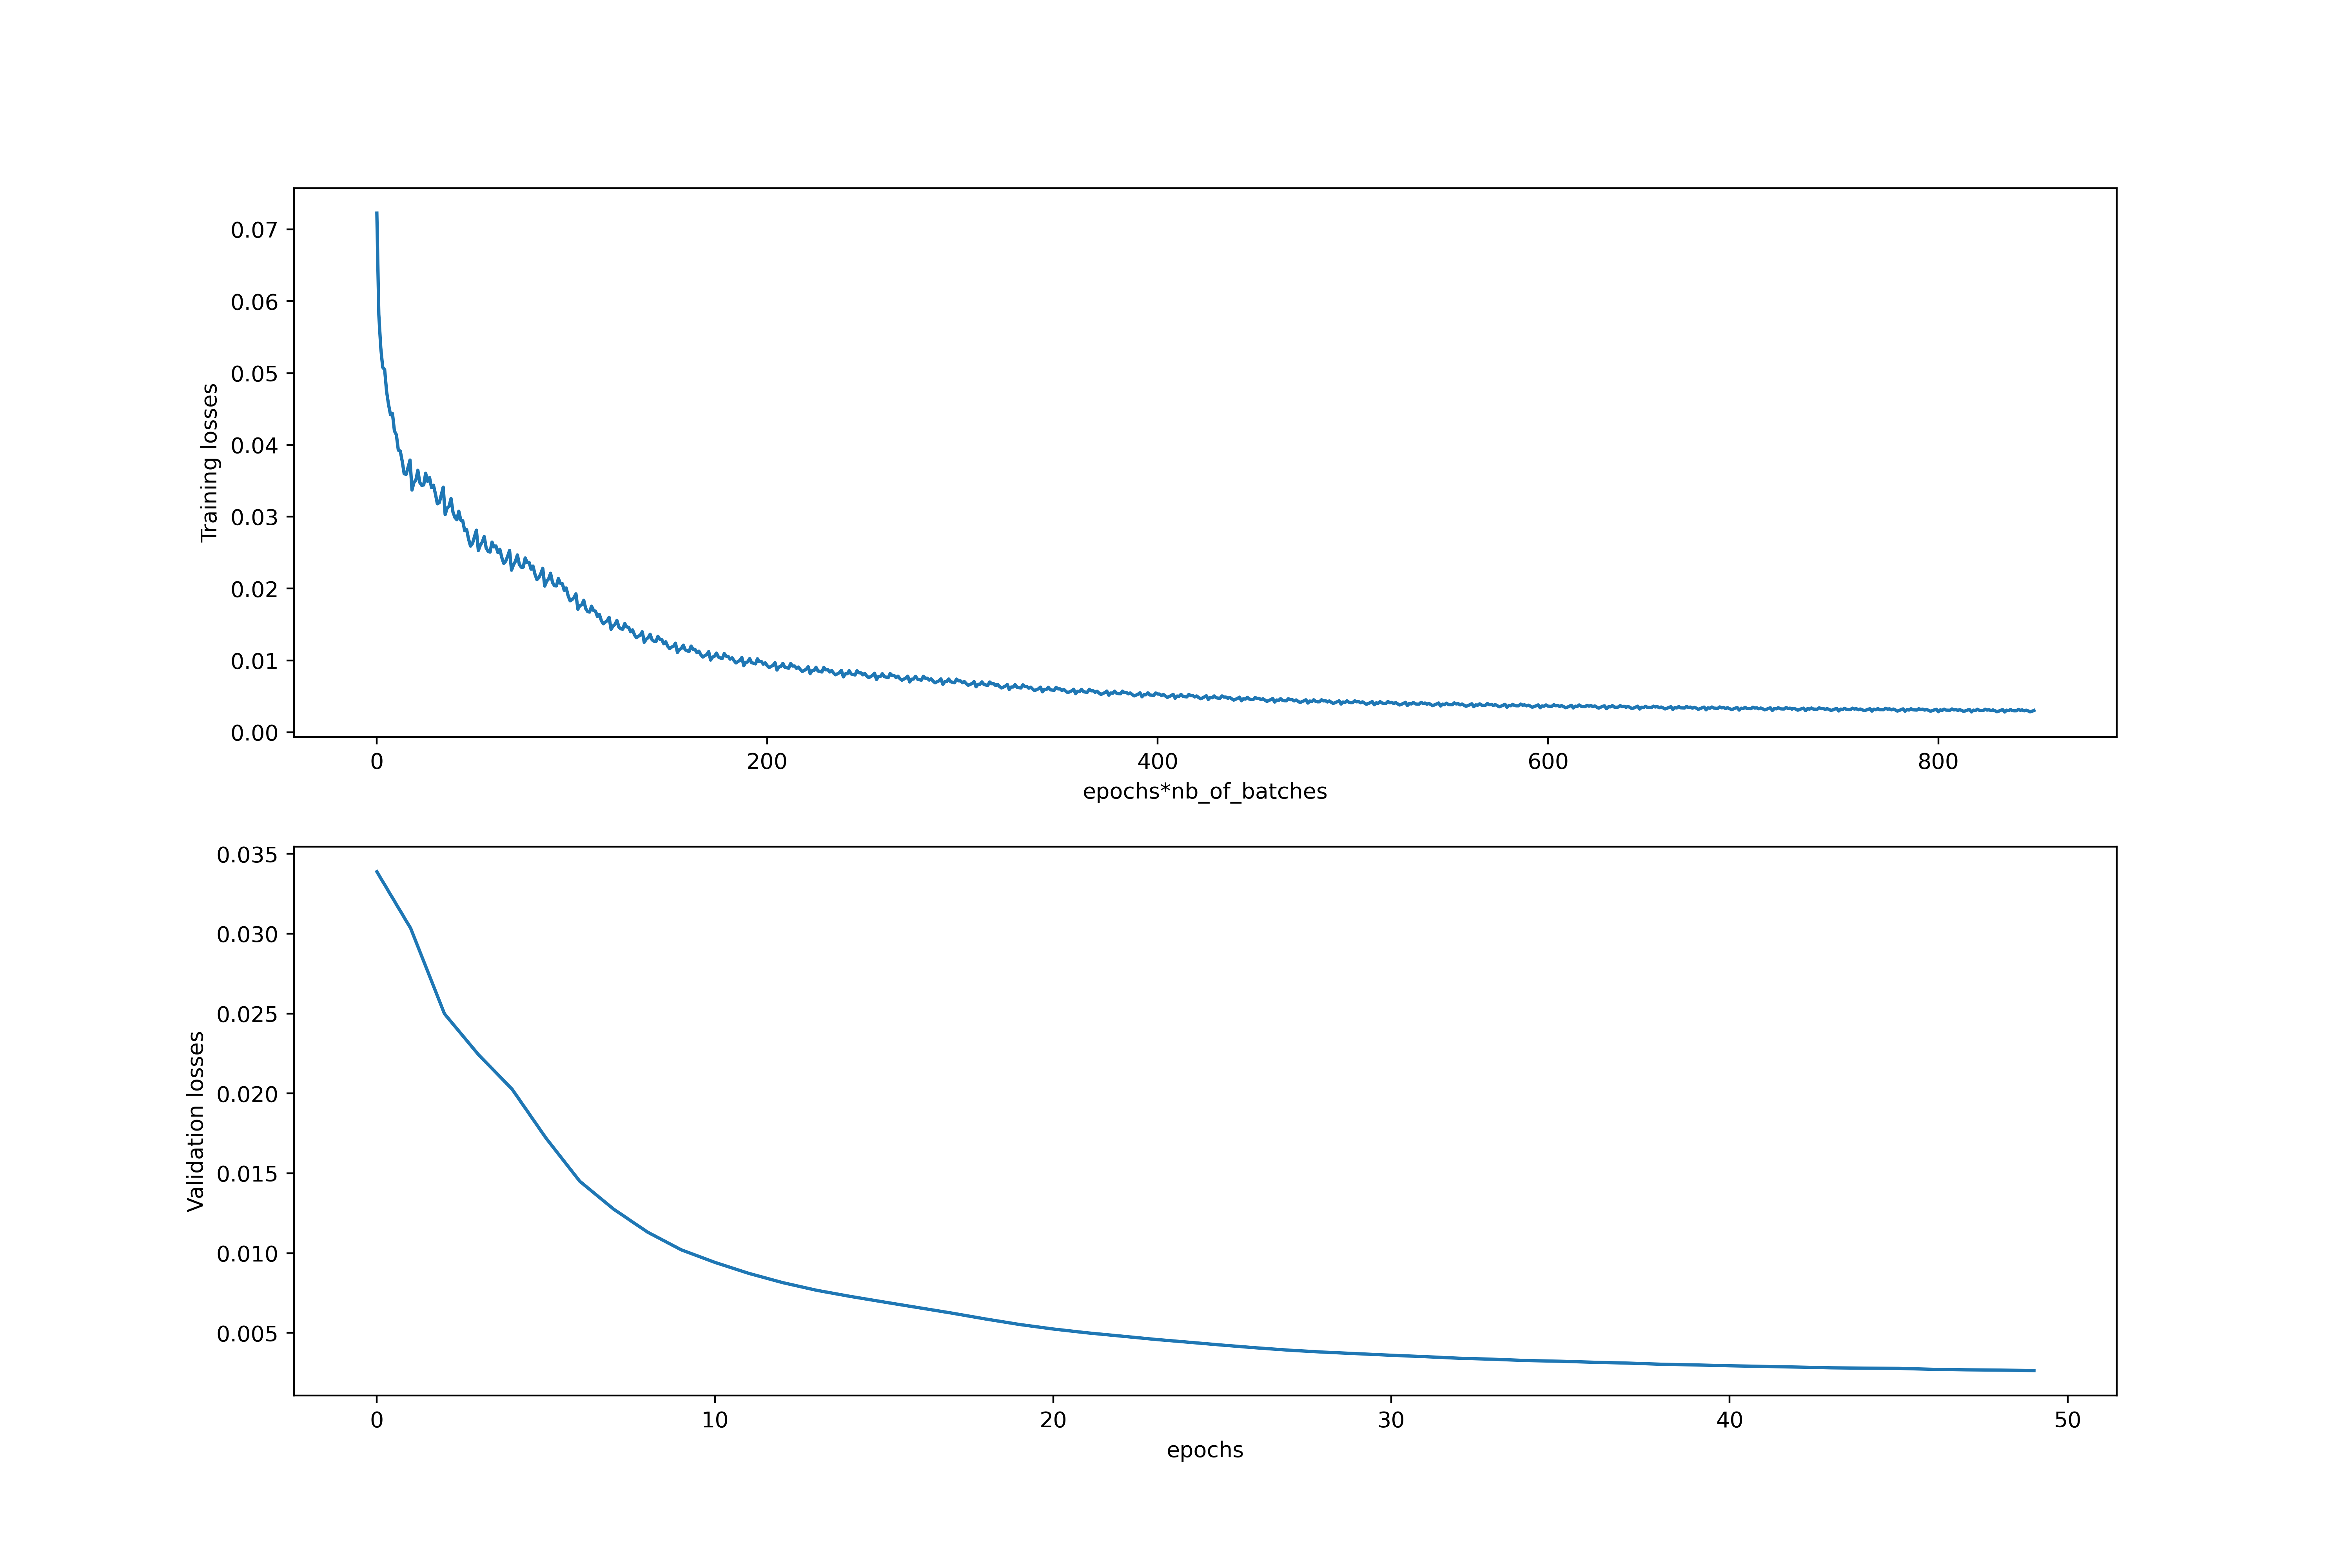 0.07
0.06
0.05
0.04
0.03
0.02
0.01
0.00
Training losses
0 200 400 600 800
epochs*nb_of_batches
0.035
0.030
0.025
0.020
0.015
0.010
0.005
Validation losses
0 10 20 30 40 50
epochs